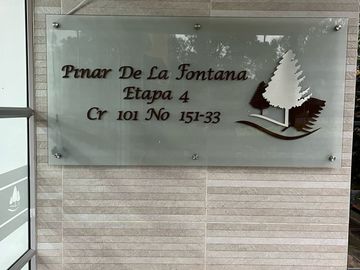 Pinar De La Fontana
Etapa 4
Cr 101 No 151-33